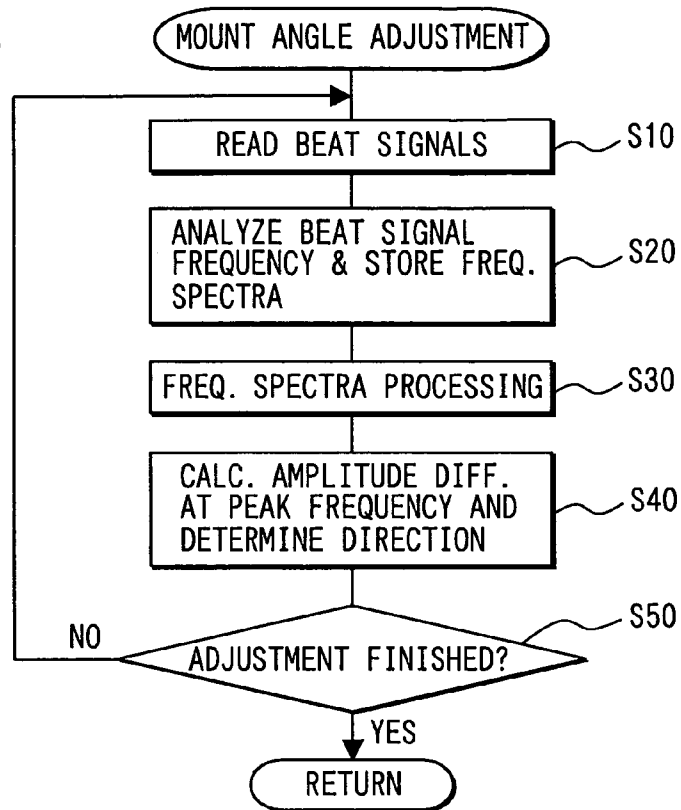 MOUNT ANGLE ADJUSTMENT
READ BEAT SIGNALS
S10
ANALYZE BEAT SIGNAL
FREQUENCY & STORE FREQ.
SPECTRA
S20
FREQ. SPECTRA PROCESSING
S30
CALC. AMPLITUDE DIFF.
AT PEAK FREQUENCY AND
DETERMINE DIRECTION
S40
S50
NO
ADJUSTMENT FINISHED?
YES
RETURN